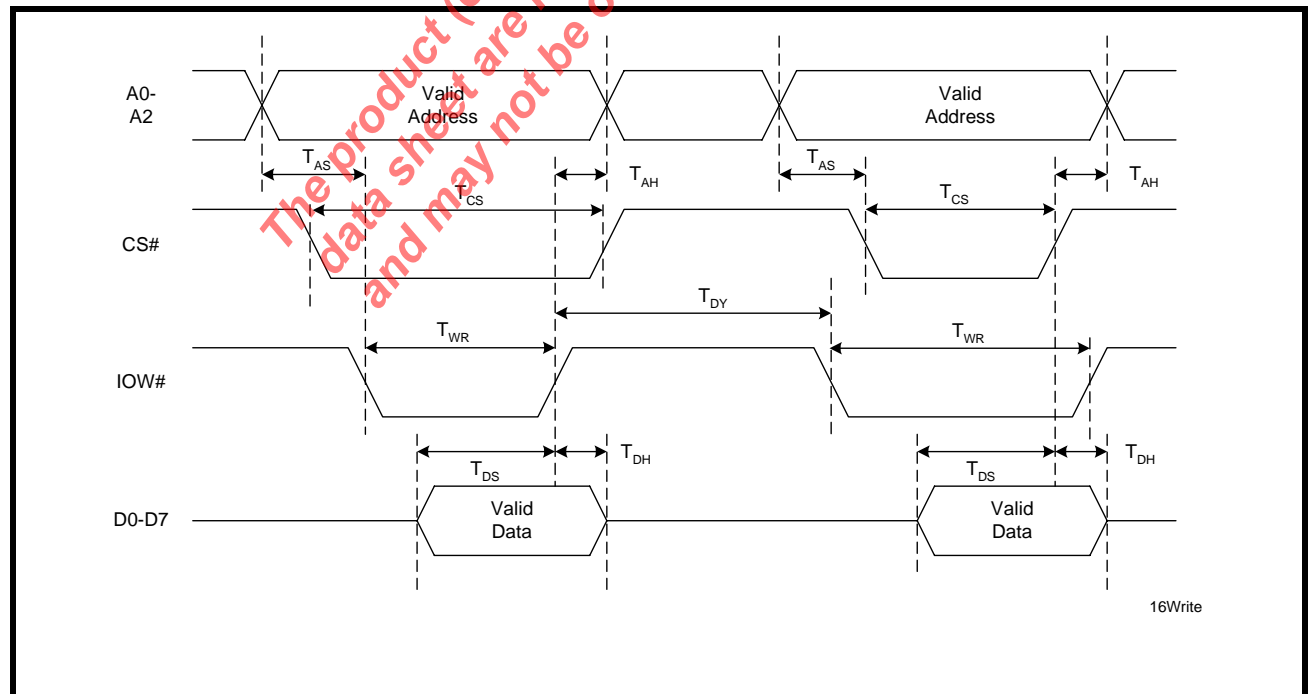 The product (
data sheet are
and may not be
A0-
A2
Valid
Address
Valid
Address
TAS
TAH
TAS
TAH
TCS
TCS
CS#
TDY
TWR
TWR
IOW#
TDS
TDH
TDS
TDH
D0-D7
Valid
Data
Valid
Data
16Write